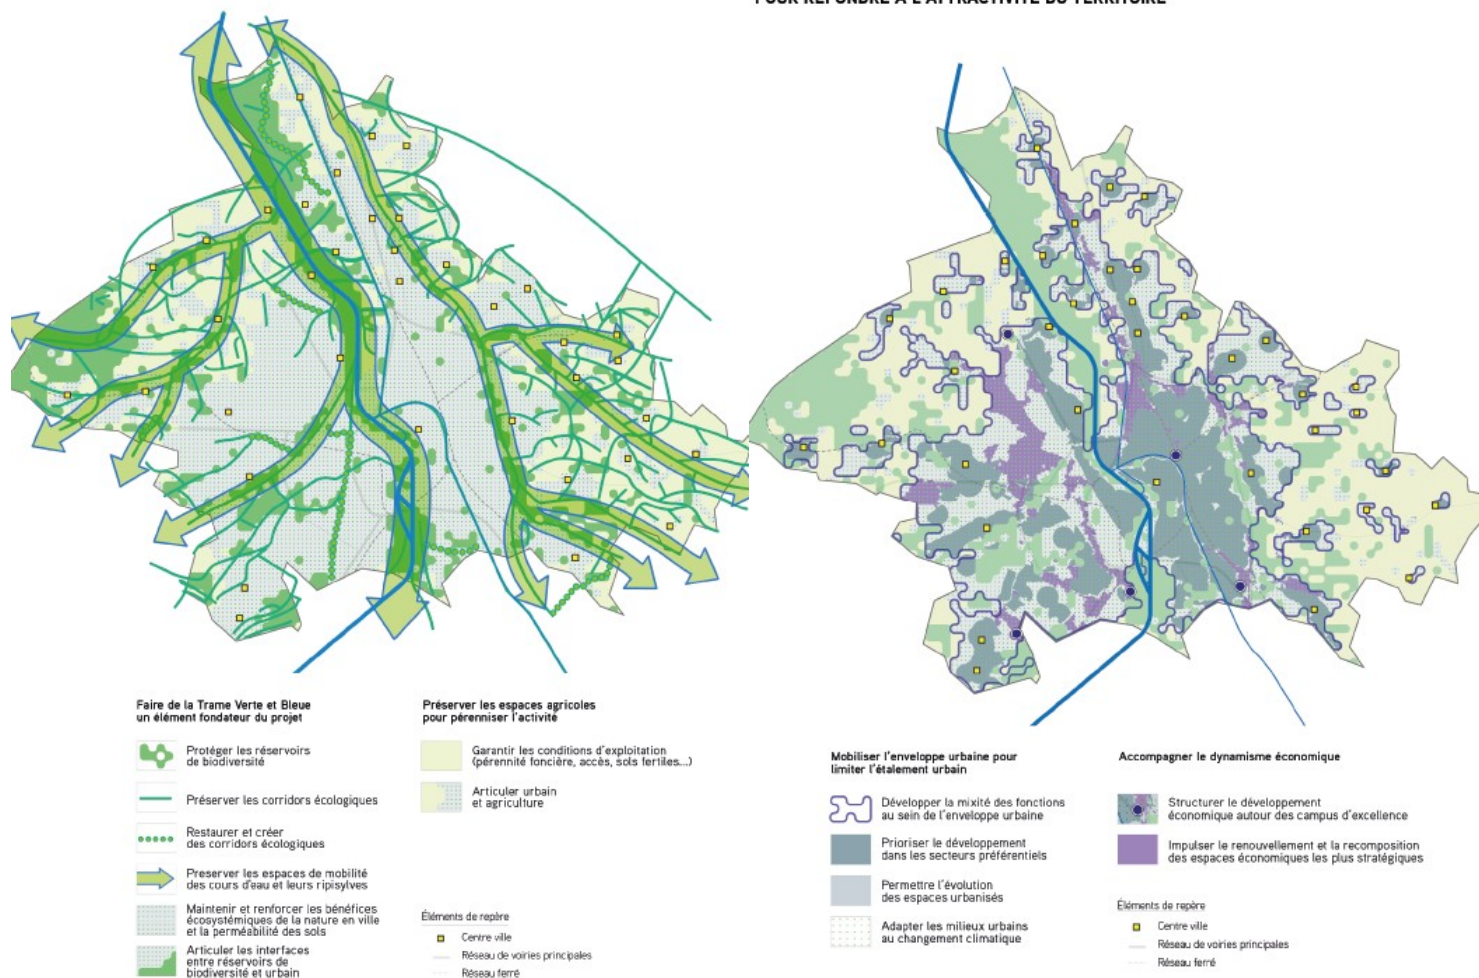 POUR RÉPONDRE À L'ATTRACTIVITÉ DU TERRITOIRE
Faire de la Trame Verte et Bleue
un élément fondateur du projet
Protéger les réservoirs
de biodiversité
Préserver les corridors écologiques
Restaurer et créer
des corridors écologiques
Preserver les espaces de mobilité
des cours d'eau et leurs ripisylves
Maintenir et renforcer les bénéfices
écosystémiques de la nature en ville
et la perméabilité des sols
Articuler les interfaces
entre réservoirs de
biodiversité et urbain
Préserver les espaces agricoles
pour pérenniser l'activité
Garantir les conditions d'exploitation
(pérennité foncière, accès, sols fertiles...)
Articuler urbain
et agriculture
Éléments de repère
Centre ville
Réseau de voiries principales
Réseau ferré
Mobiliser l'enveloppe urbaine pour
limiter l'étalement urbain
Développer la mixité des fonctions
au sein de l'enveloppe urbaine
Prioriser le développement
dans les secteurs préférentiels
Permettre l'évolution
des espaces urbanisés
Adapter les milieux urbains
au changement climatique
Accompagner le dynamisme économique
Structurer le développement
économique autour des campus d'excellence
Impulser le renouvellement et la recomposition
des espaces économiques les plus stratégiques
Éléments de repère
Centre ville
Réseau de voiries principales
Réseau ferré